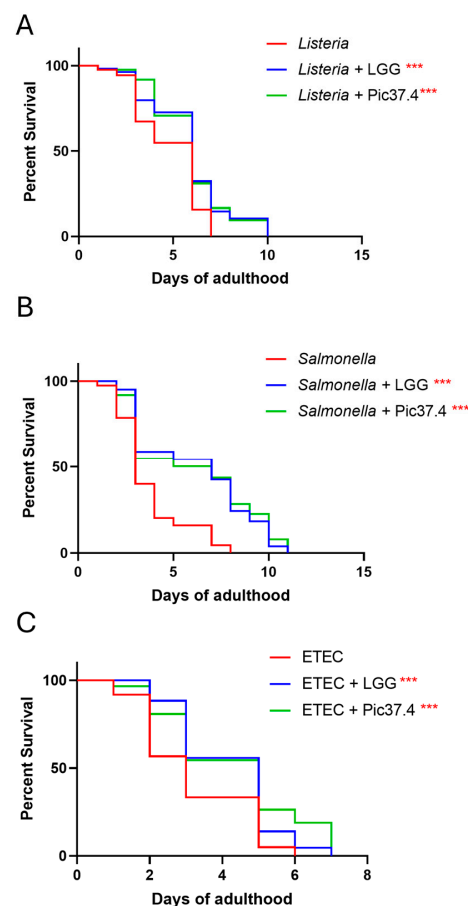 A
Listeria
Listeria + LGG ***
Listeria + Pic37.4***
Percent Survival
100
50
0
0 5 10 15
Days of adulthood
B
Salmonella
Salmonella + LGG ***
Salmonella + Pic37.4 ***
Percent Survival
100
50
0
0 5 10 15
Days of adulthood
C
ETEC
ETEC + LGG ***
ETEC + Pic37.4 ***
Percent Survival
100
50
0
0 2 4 6 8
Days of adulthood